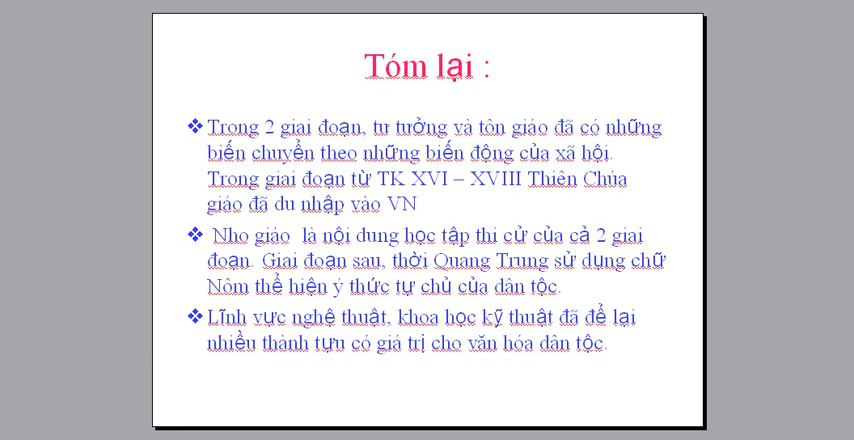 Tóm lại :
❖Trong 2 giai đoạn, tư tưởng và tôn giáo đã có những
biến chuyển theo những biến động của xã hội.
Trong giai đoạn từ TK XVI – XVIII Thiên Chúa
giáo đã du nhập vào VN
❖ Nho giáo là nội dung học tập thi cử của cả 2 giai
đoạn. Giai đoạn sau, thời Quang Trung sử dụng chữ
Nôm thể hiện ý thức tự chủ của dân tộc.
❖Lĩnh vực nghệ thuật, khoa học kỹ thuật đã để lại
nhiều thành tựu có giá trị cho văn hóa dân tộc.